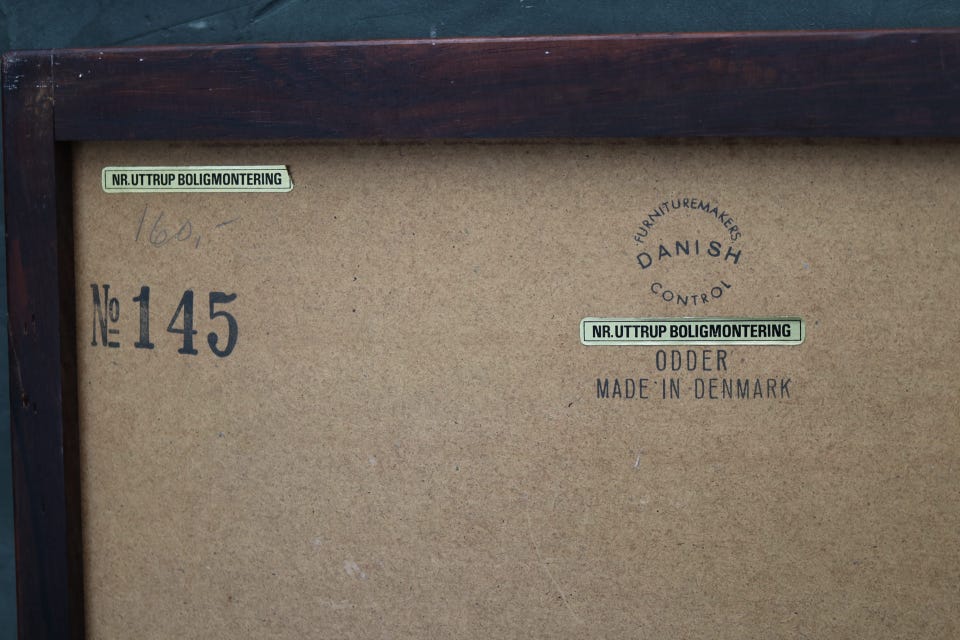 NR.UTTRUP BOLIGMONTERING
160,-
№ 145
FURNITUREMAKERS
DANISH
CONTROL
NR.UTTRUP BOLIGMONTERING
ODDER
MADE IN DENMARK